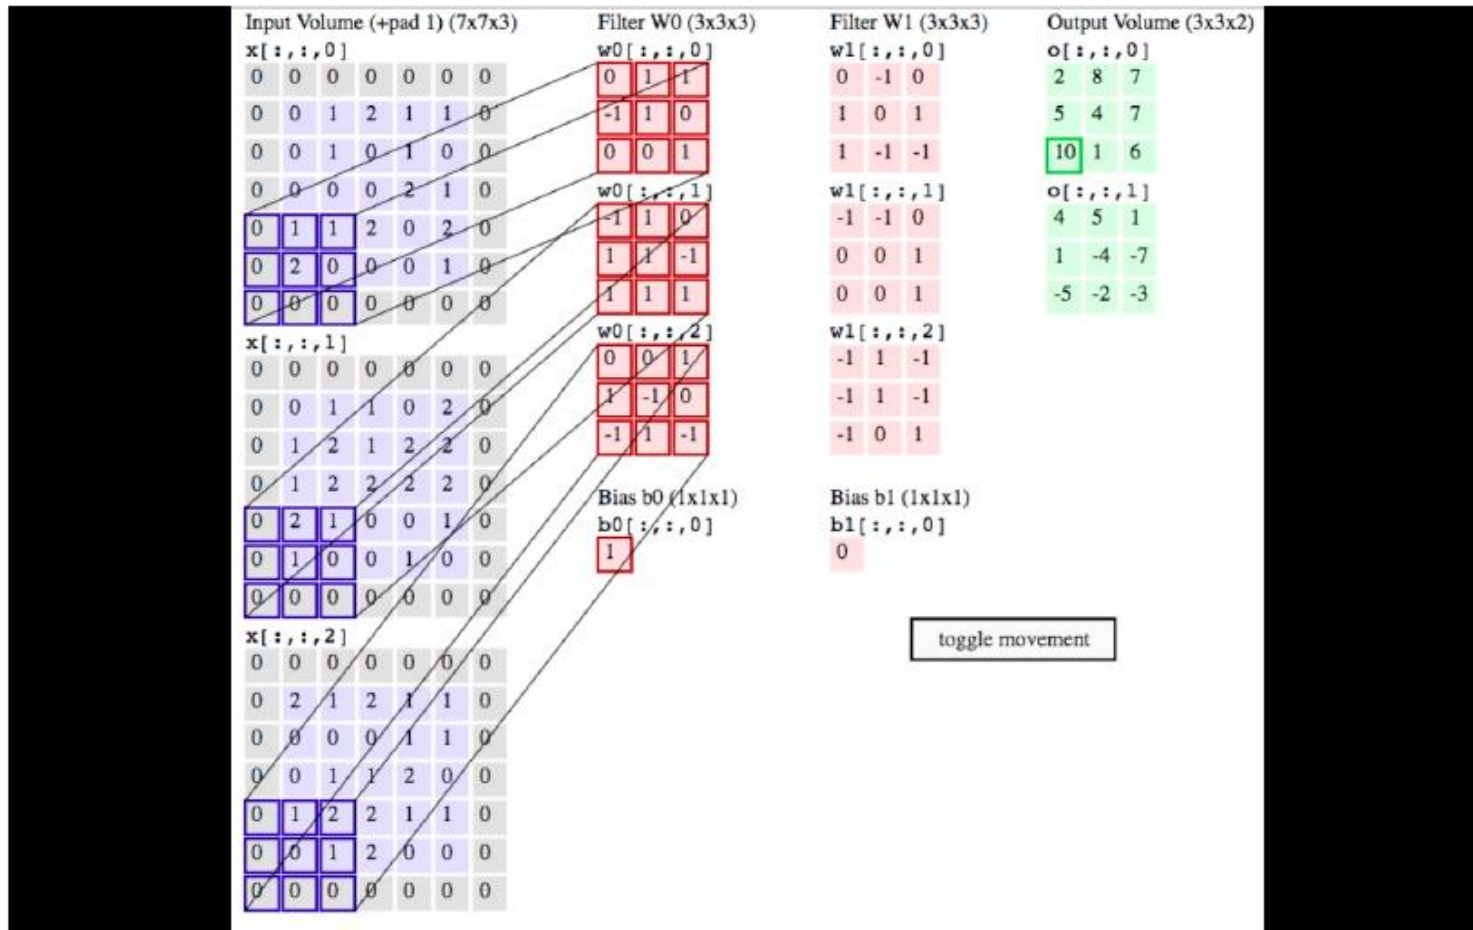 Input Volume (+pad 1) (7x7x3)
x[:,:,0]
0 0 0 0 0 0 0
0 0 1 2 1 1 0
0 0 1 0 1 0 0
0 0 0 0 2 1 0
0 1 1 2 0 2 0
0 2 0 0 0 1 0
0 0 0 0 0 0 0
x[:,:,1]
0 0 0 0 0 0 0
0 0 1 1 0 2 0
0 1 2 1 2 2 0
0 1 2 2 2 2 0
0 2 1 0 0 1 0
0 1 0 0 1 0 0
0 0 0 0 0 0 0
x[:,:,2]
0 0 0 0 0 0 0
0 2 1 2 1 1 0
0 0 0 0 1 1 0
0 0 1 1 2 0 0
0 1 2 2 1 1 0
0 0 1 2 0 0 0
0 0 0 0 0 0 0
Filter W0 (3x3x3)
w0[:,:,0]
0 1 1
-1 1 0
0 0 1
w0[:,:,1]
-1 1 0
1 1 -1
1 1 1
w0[:,:,2]
0 0 1
1 -1 0
-1 1 -1
Bias b0 (1x1x1)
b0[:,:,0]
1
Filter W1 (3x3x3)
w1[:,:,0]
0 -1 0
1 0 1
1 -1 -1
w1[:,:,1]
-1 -1 0
0 0 1
0 0 1
w1[:,:,2]
-1 1 -1
-1 1 -1
-1 0 1
Bias b1 (1x1x1)
b1[:,:,0]
0
Output Volume (3x3x2)
o[:,:,0]
2 8 7
5 4 7
10 1 6
o[:,:,1]
4 5 1
1 -4 -7
-5 -2 -3
toggle movement